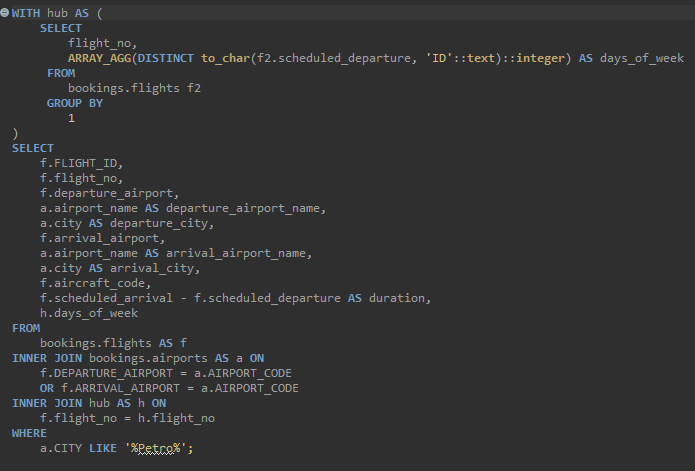 WITH hub AS (
SELECT
flight_no,
ARRAY_AGG(DISTINCT to_char(f2.scheduled_departure, 'ID'::text)::integer) AS days_of_week
FROM
bookings.flights f2
GROUP BY
1
)
SELECT
f.FLIGHT_ID,
f.flight_no,
f.departure_airport,
a.airport_name AS departure_airport_name,
a.city AS departure_city,
f.arrival_airport,
a.airport_name AS arrival_airport_name,
a.city AS arrival_city,
f.aircraft_code,
f.scheduled_arrival - f.scheduled_departure AS duration,
h.days_of_week
FROM
bookings.flights AS f
INNER JOIN bookings.airports AS a ON
f.DEPARTURE_AIRPORT = a.AIRPORT_CODE
OR f.ARRIVAL_AIRPORT = a.AIRPORT_CODE
INNER JOIN hub AS h ON
f.flight_no = h.flight_no
WHERE
a.CITY LIKE '%Petro%';